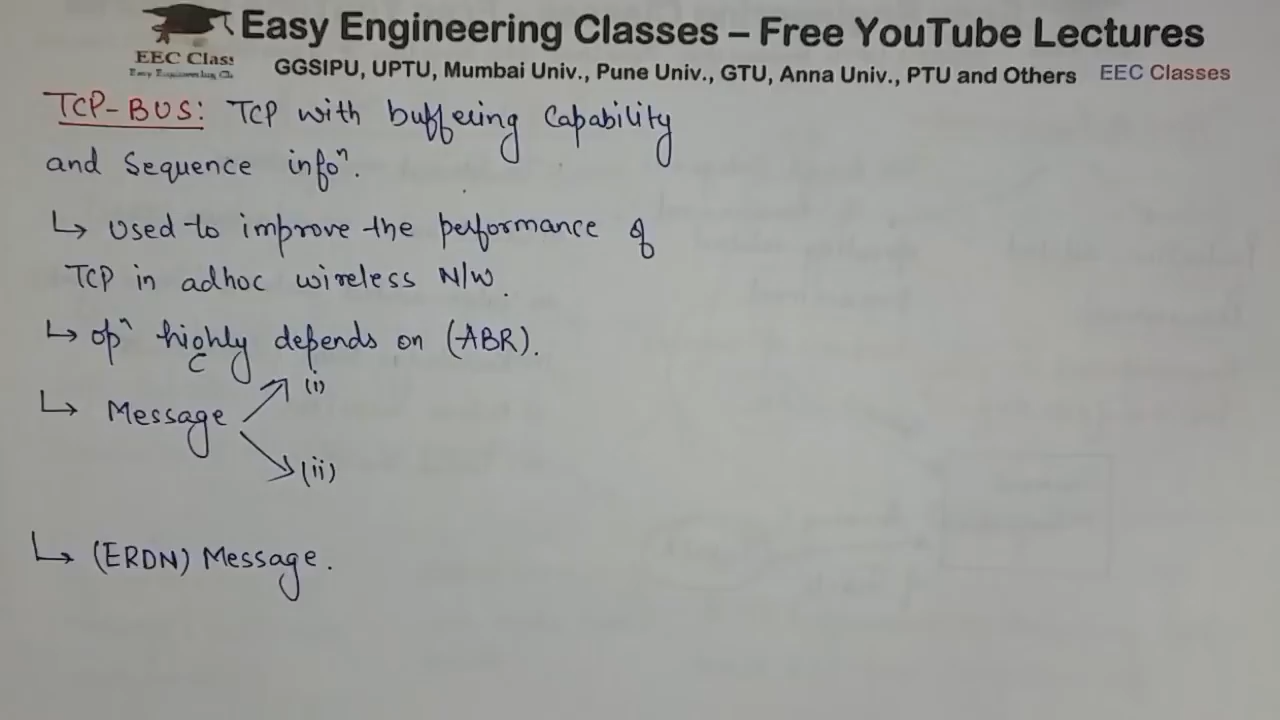 Easy Engineering Classes – Free YouTube Lectures
EEC Class
GGSIPU, UPTU, Mumbai Univ., Pune Univ., GTU, Anna Univ., PTU and Others EEC Classes
TCP-BUS: TCP with buffering Capability
and Sequence infoⁿ.
↳ Used to improve the performance of
TCP in adhoc wireless N/W.
↳ opⁿ highly depends on (ABR).
↳ Message (i)
(ii)
↳ (ERDN) Message.